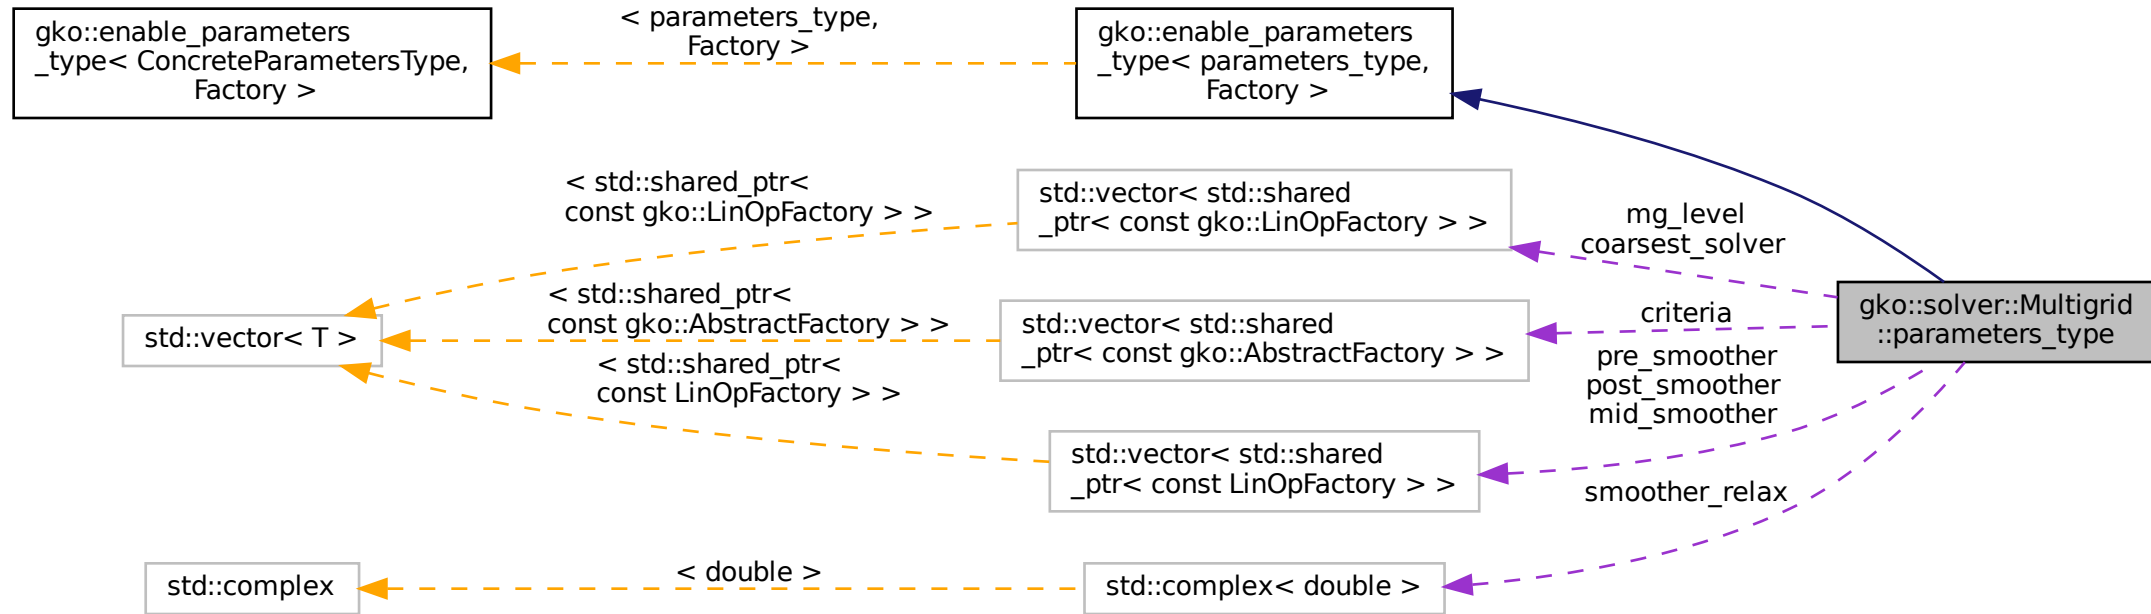 gko::enable_parameters
_type< ConcreteParametersType,
Factory >
< parameters_type,
Factory >
gko::enable_parameters
_type< parameters_type,
Factory >
< std::shared_ptr<
const gko::LinOpFactory > >
std::vector< std::shared
_ptr< const gko::LinOpFactory > >
mg_level
coarsest_solver
gko::solver::Multigrid
::parameters_type
std::vector< T >
< std::shared_ptr<
const gko::AbstractFactory > >
std::vector< std::shared
_ptr< const gko::AbstractFactory > >
criteria
< std::shared_ptr<
const LinOpFactory > >
std::vector< std::shared
_ptr< const LinOpFactory > >
pre_smoother
post_smoother
mid_smoother
smoother_relax
std::complex
< double >
std::complex< double >